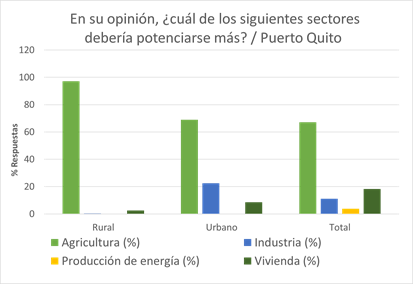 En su opinión, ¿cuál de los siguientes sectores
debería potenciarse más? / Puerto Quito
120
100
80
60
40
20
0
% Respuestas
Rural Urbano Total
Agricultura (%) Industria (%)
Producción de energía (%) Vivienda (%)